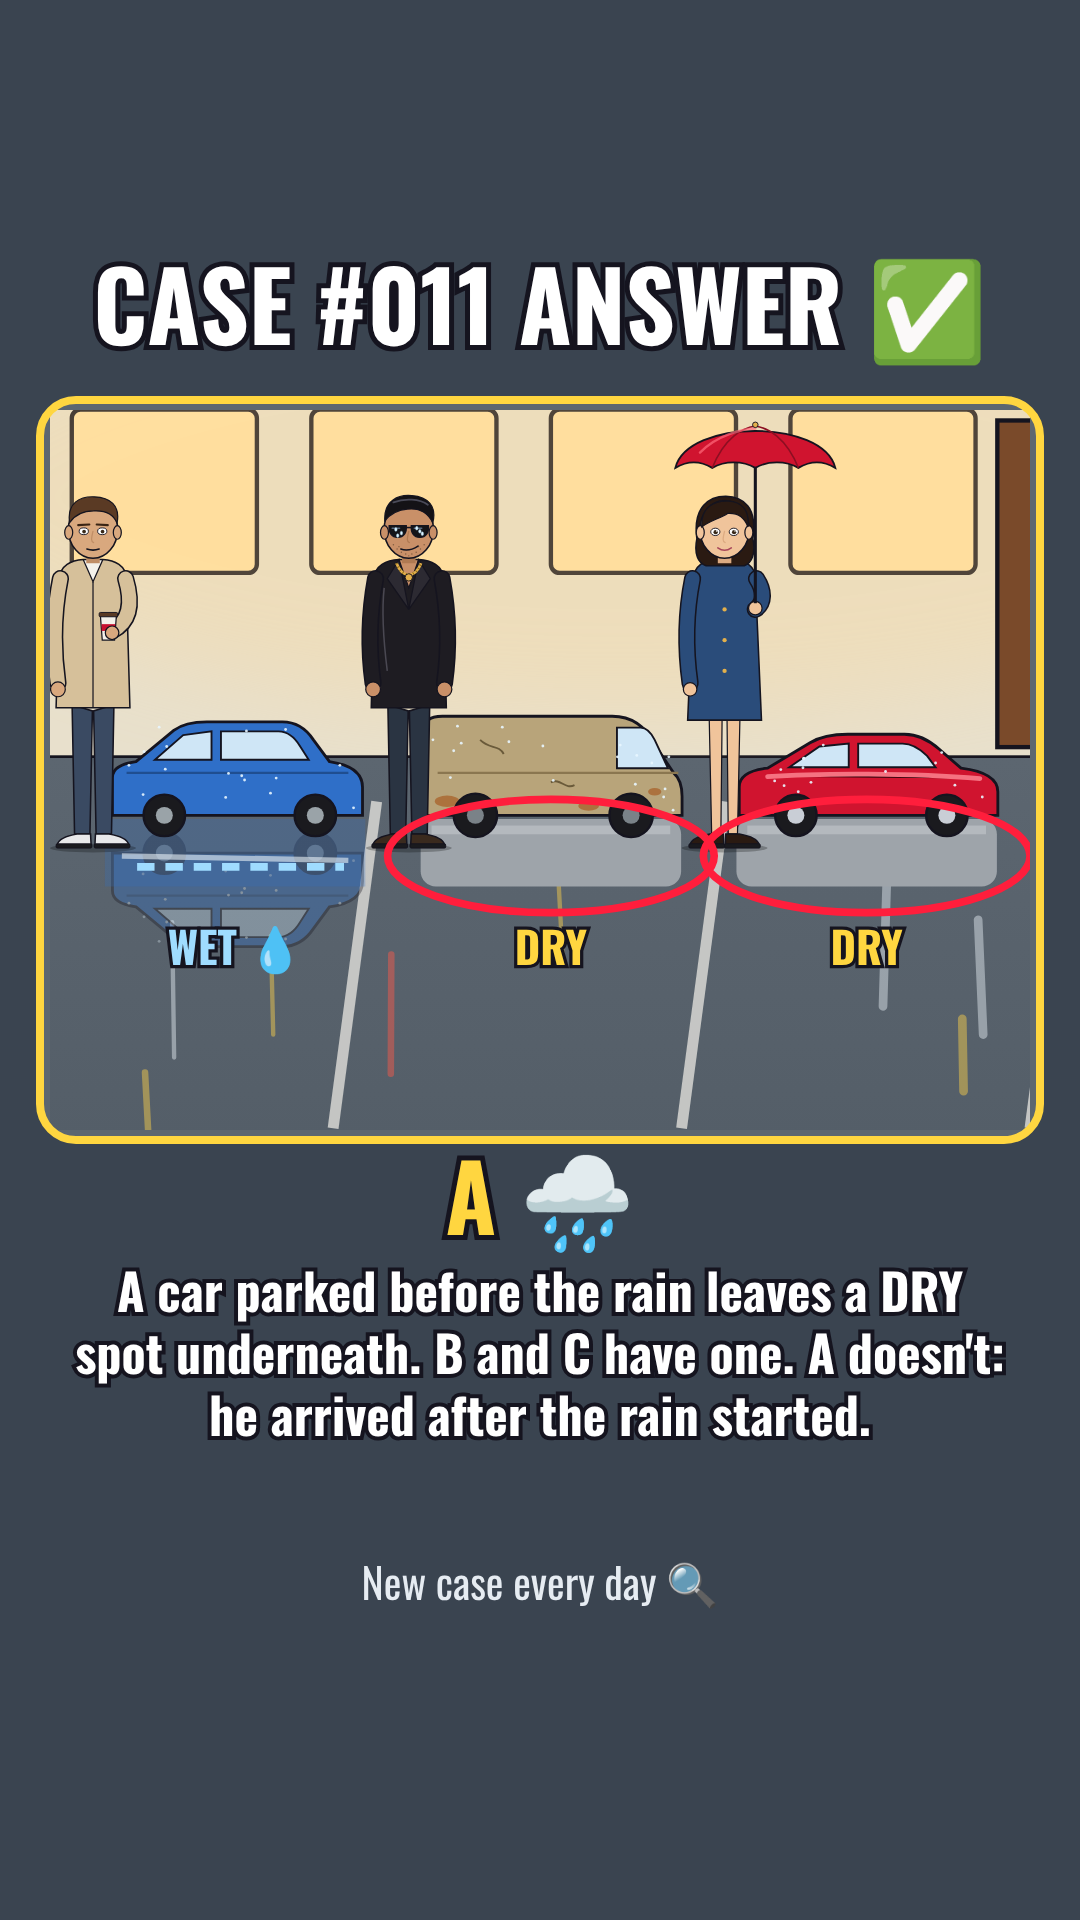 CASE #011 ANSWER ✅
WET 💧 DRY DRY
A 🌧️
A car parked before the rain leaves a DRY
spot underneath. B and C have one. A doesn't:
he arrived after the rain started.
New case every day 🔍